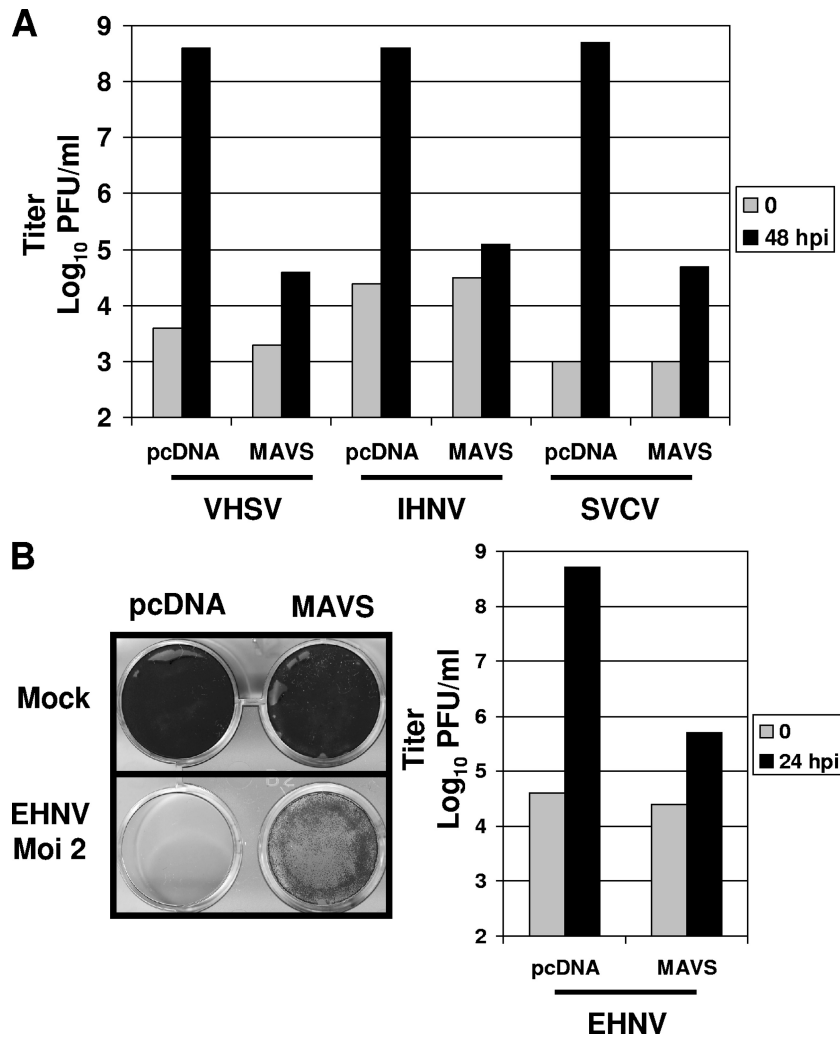 A
9
8
7
6
5
4
3
2
Titer
Log10 PFU/ml
0
48 hpi
pcDNA MAVS pcDNA MAVS pcDNA MAVS
VHSV IHNV SVCV
B
pcDNA MAVS
Mock
EHNV
Moi 2
9
8
7
6
5
4
3
2
Titer
Log10 PFU/ml
0
24 hpi
pcDNA MAVS
EHNV